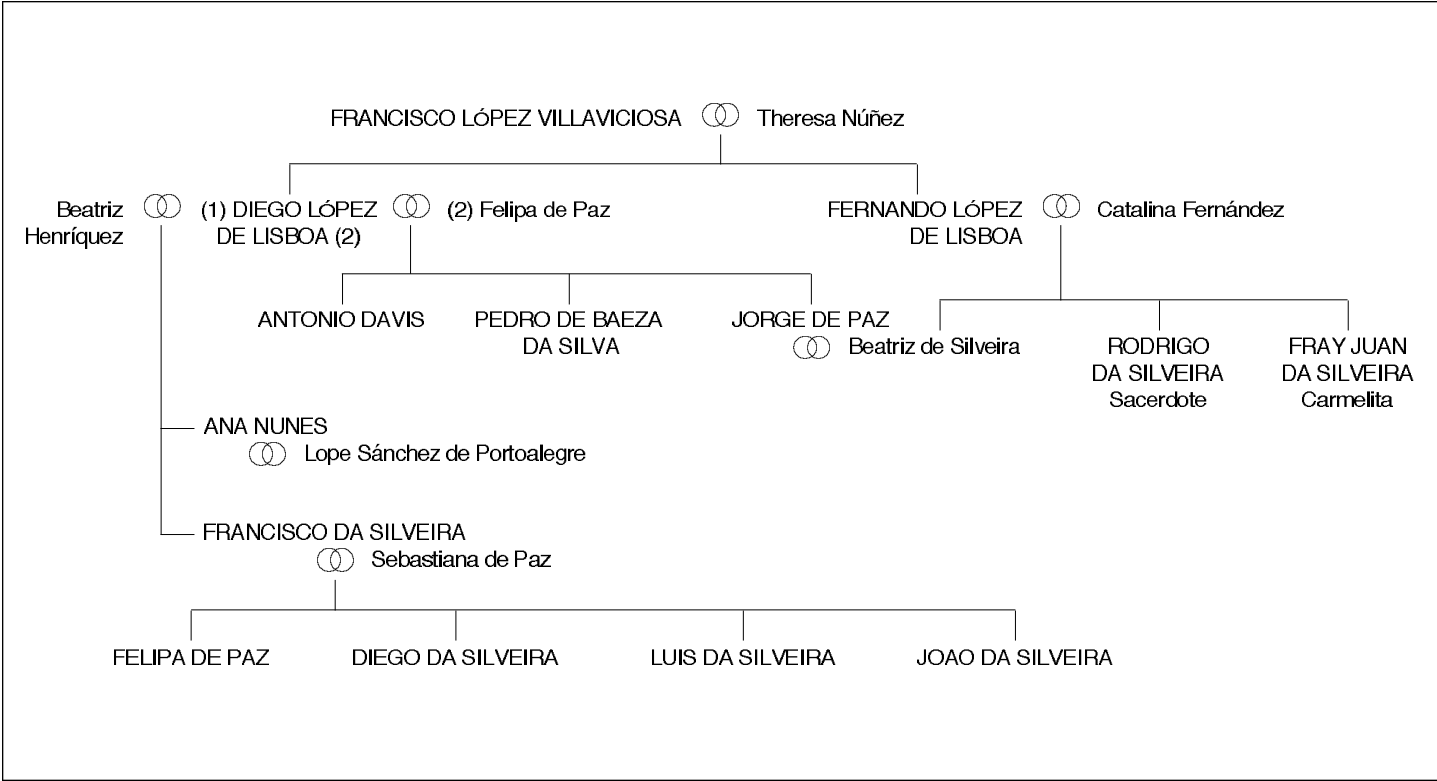 FRANCISCO LÓPEZ VILLAVICIOSA Theresa Núñez
Beatriz
Henríquez
(1) DIEGO LÓPEZ
DE LISBOA (2)
(2) Felipa de Paz
FERNANDO LÓPEZ
DE LISBOA
Catalina Fernández
ANTONIO DAVIS
PEDRO DE BAEZA
DA SILVA
JORGE DE PAZ
Beatriz de Silveira
RODRIGO
DA SILVEIRA
Sacerdote
FRAY JUAN
DA SILVEIRA
Carmelita
ANA NUNES
Lope Sánchez de Portoalegre
FRANCISCO DA SILVEIRA
Sebastiana de Paz
FELIPA DE PAZ
DIEGO DA SILVEIRA
LUIS DA SILVEIRA
JOAO DA SILVEIRA